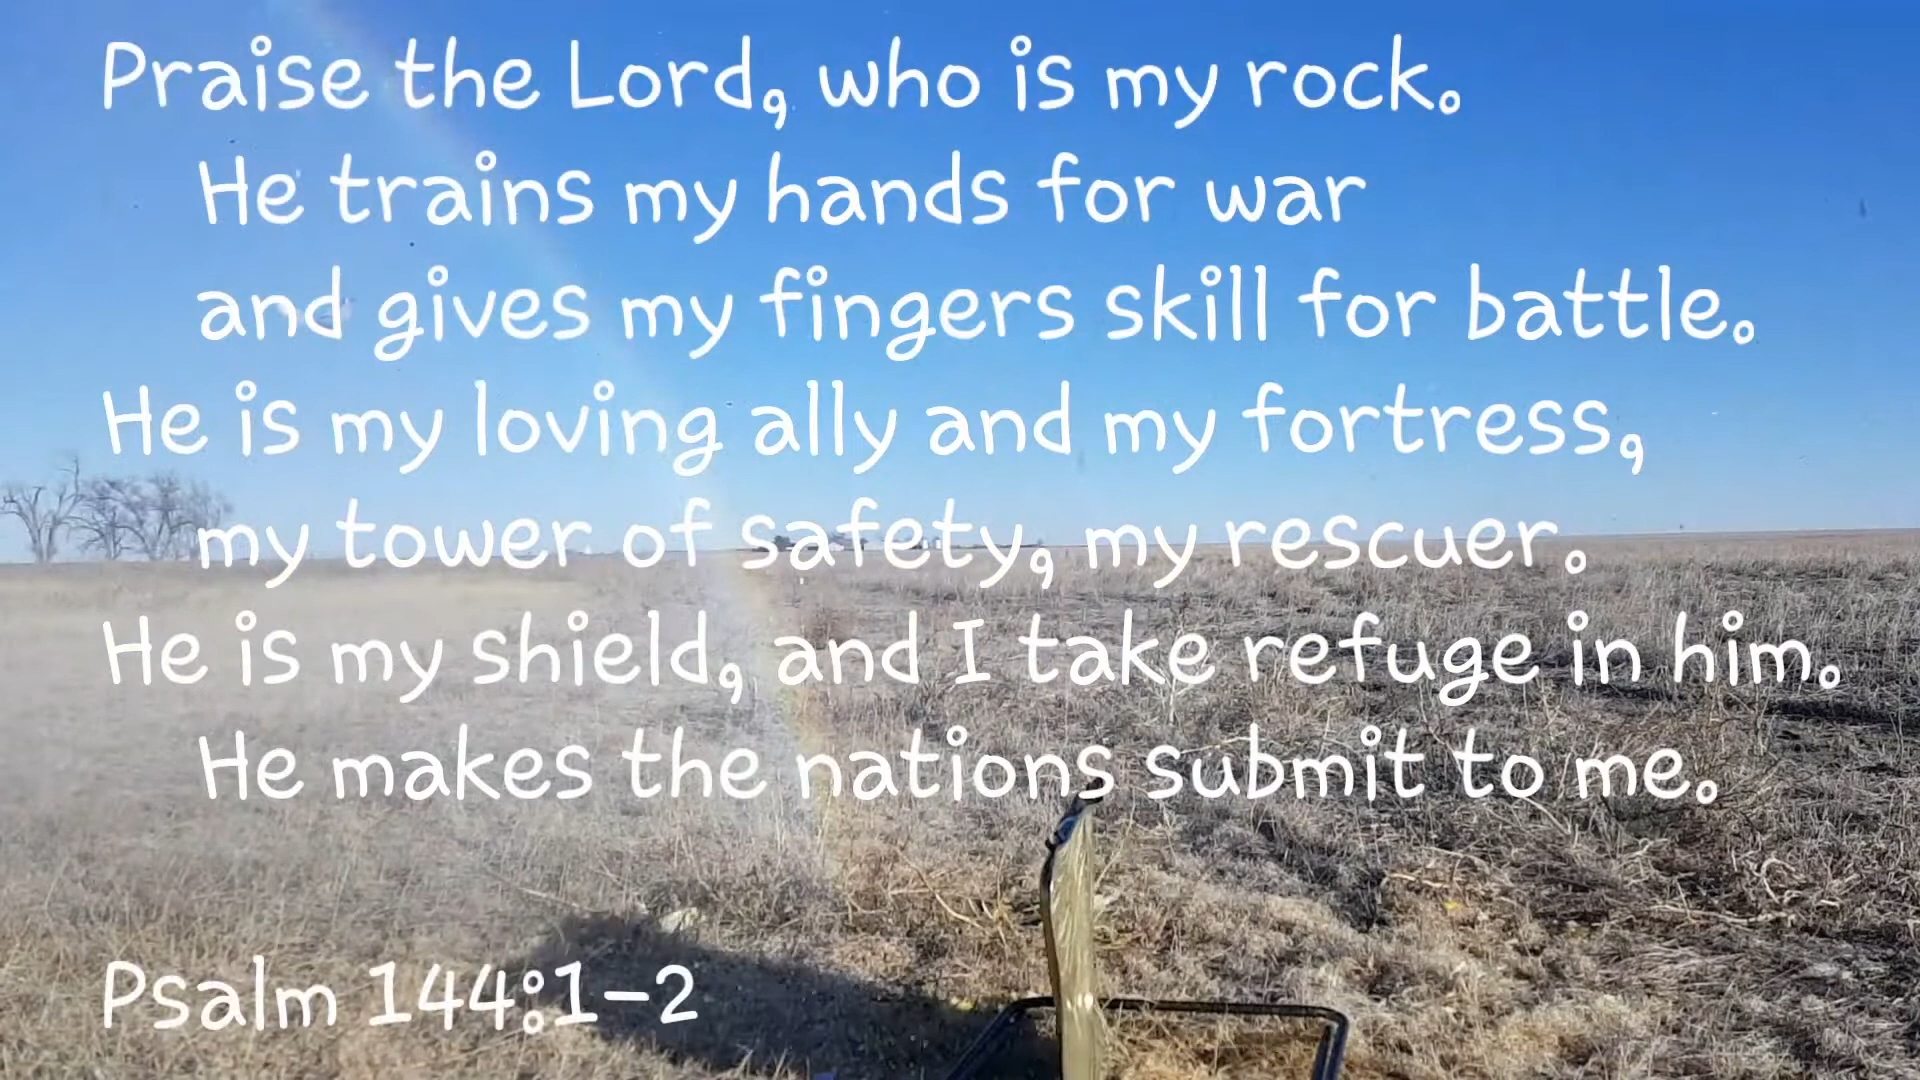 Praise the Lord, who is my rock.
He trains my hands for war
and gives my fingers skill for battle.
He is my loving ally and my fortress,
my tower of safety, my rescuer.
He is my shield, and I take refuge in him.
He makes the nations submit to me.
Psalm 144:1-2